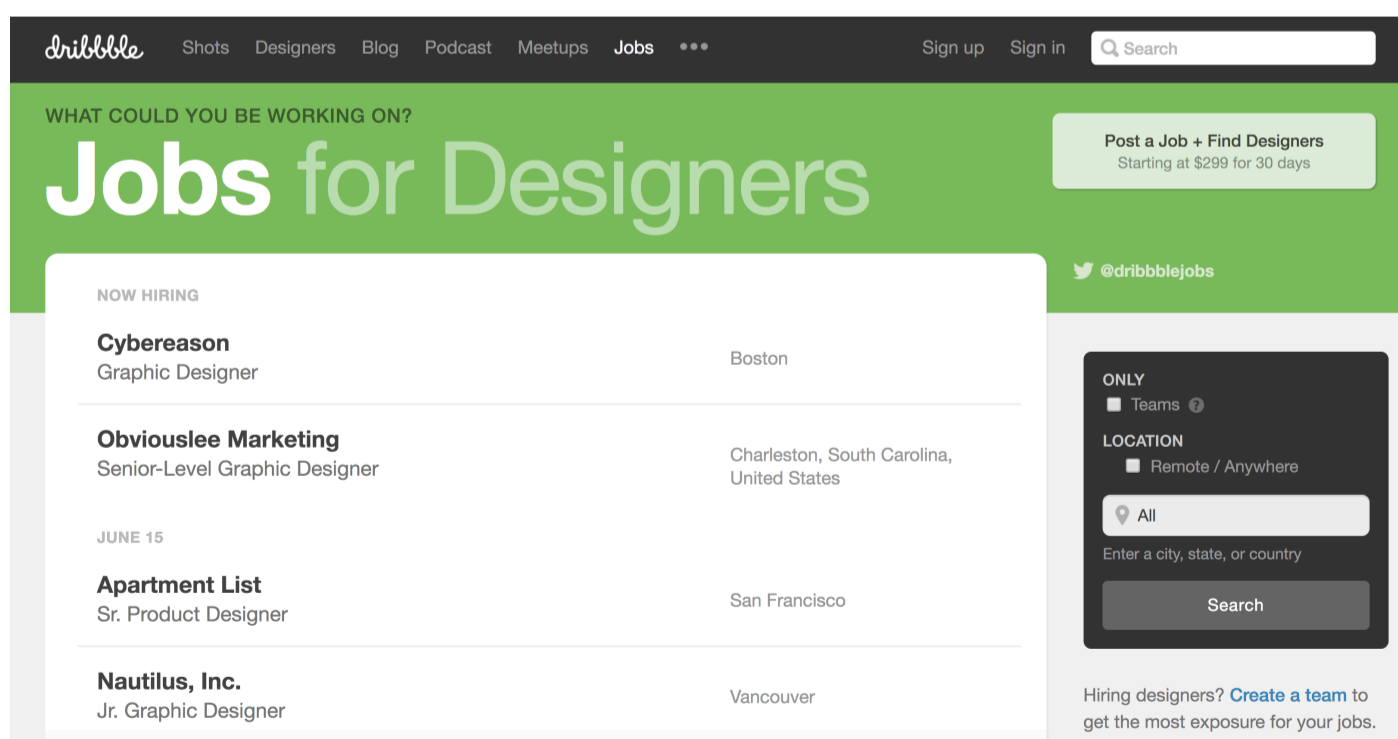 dribbble Shots Designers Blog Podcast Meetups Jobs ••• Sign up Sign in Search
WHAT COULD YOU BE WORKING ON?
Jobs for Designers
Post a Job + Find Designers
Starting at $299 for 30 days
@dribbblejobs
NOW HIRING
Cybereason
Graphic Designer
Boston
Obviouslee Marketing
Senior-Level Graphic Designer
Charleston, South Carolina,
United States
JUNE 15
Apartment List
Sr. Product Designer
San Francisco
Nautilus, Inc.
Jr. Graphic Designer
Vancouver
ONLY
Teams ?
LOCATION
Remote / Anywhere
All
Enter a city, state, or country
Search
Hiring designers? Create a team to
get the most exposure for your jobs.